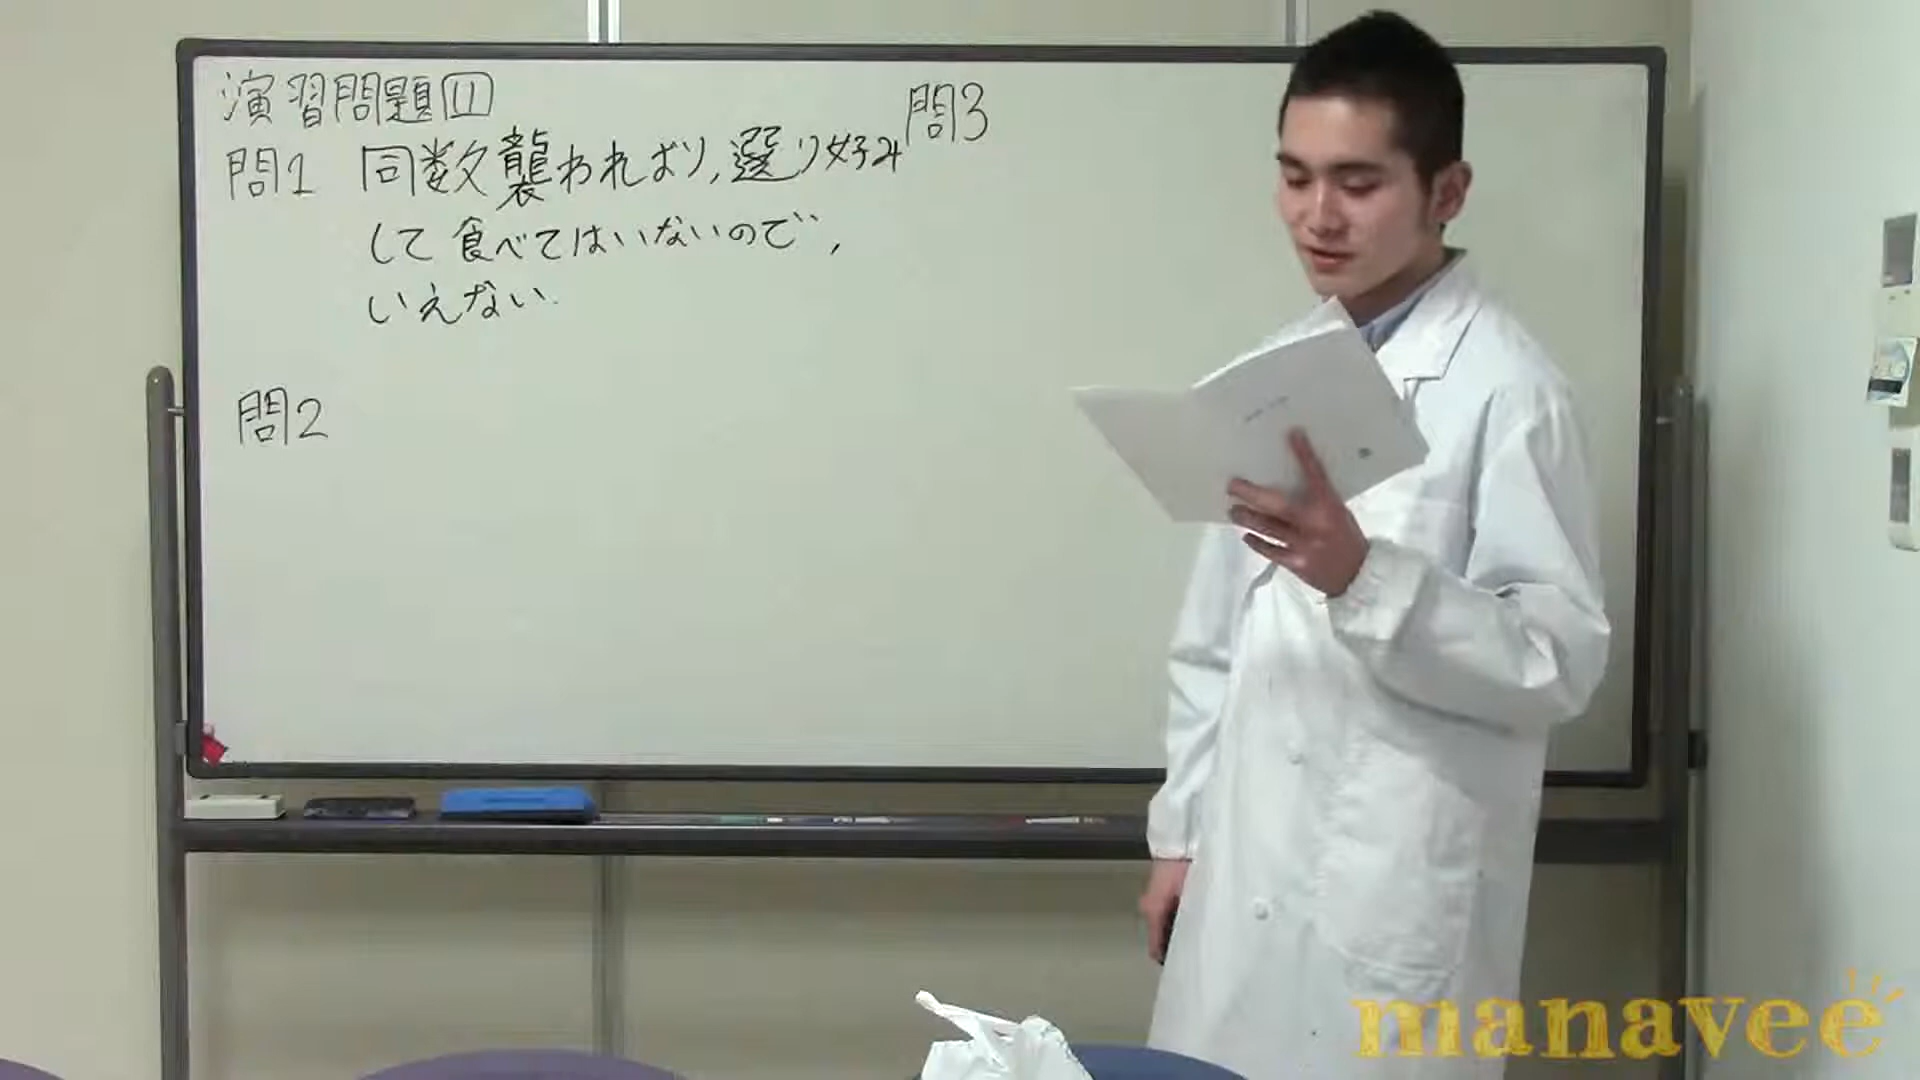 演習問題11
問1 同数襲われており,選り好み
して食べてはいないので,
いえない.
問2
問3
manavee